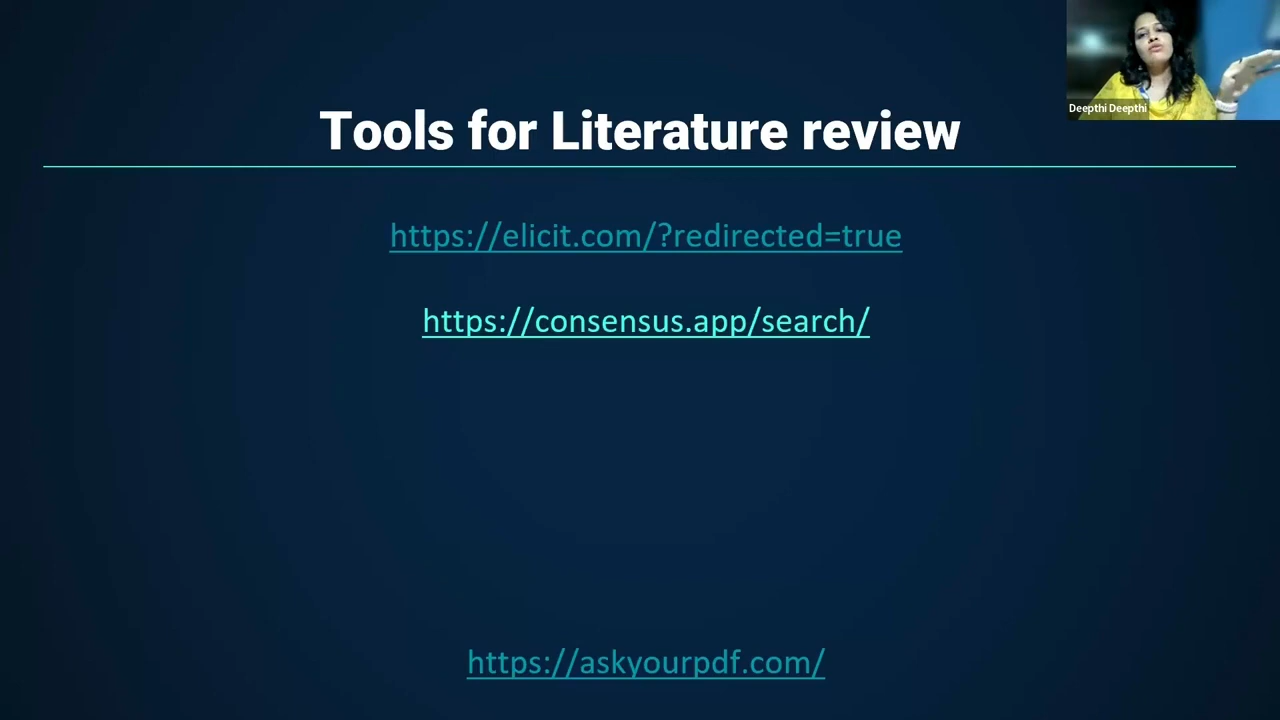 Deepthi Deepthi
Tools for Literature review
https://elicit.com/?redirected=true
https://consensus.app/search/
https://askyourpdf.com/